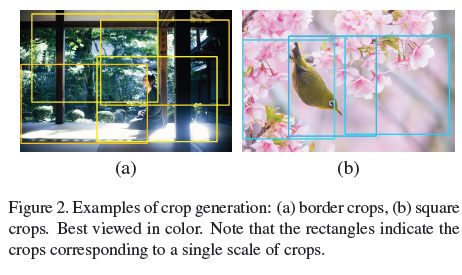 (a)
(b)
Figure 2. Examples of crop generation: (a) border crops, (b) square
crops. Best viewed in color. Note that the rectangles indicate the
crops corresponding to a single scale of crops.